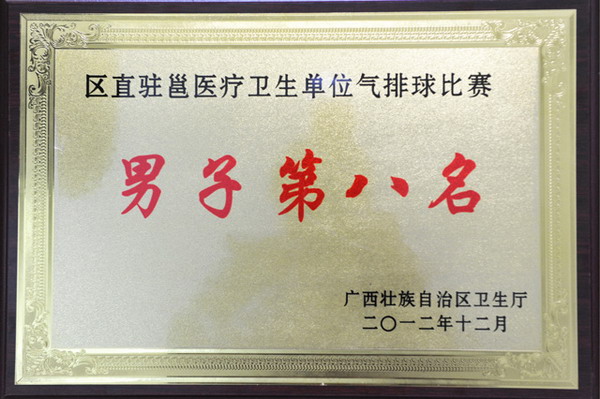 区直驻邕医疗卫生单位气排球比赛
男子第八名
广西壮族自治区卫生厅
二〇一二年十二月